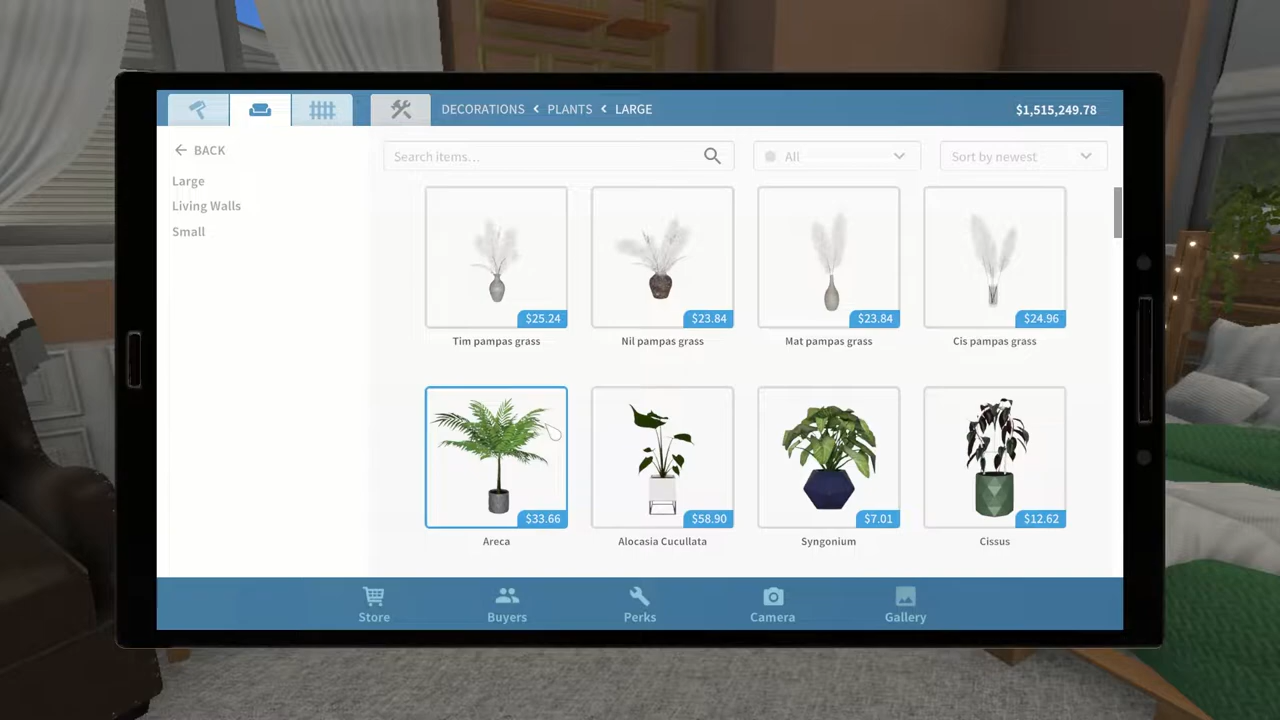 DECORATIONS < PLANTS < LARGE
$1,515,249.78
BACK
Large
Living Walls
Small
Search items...
All
Sort by newest
$25.24
$23.84
$23.84
$24.96
Tim pampas grass
Nil pampas grass
Mat pampas grass
Cis pampas grass
$33.66
$58.90
$7.01
$12.62
Areca
Alocasia Cucullata
Syngonium
Cissus
Store
Buyers
Perks
Camera
Gallery